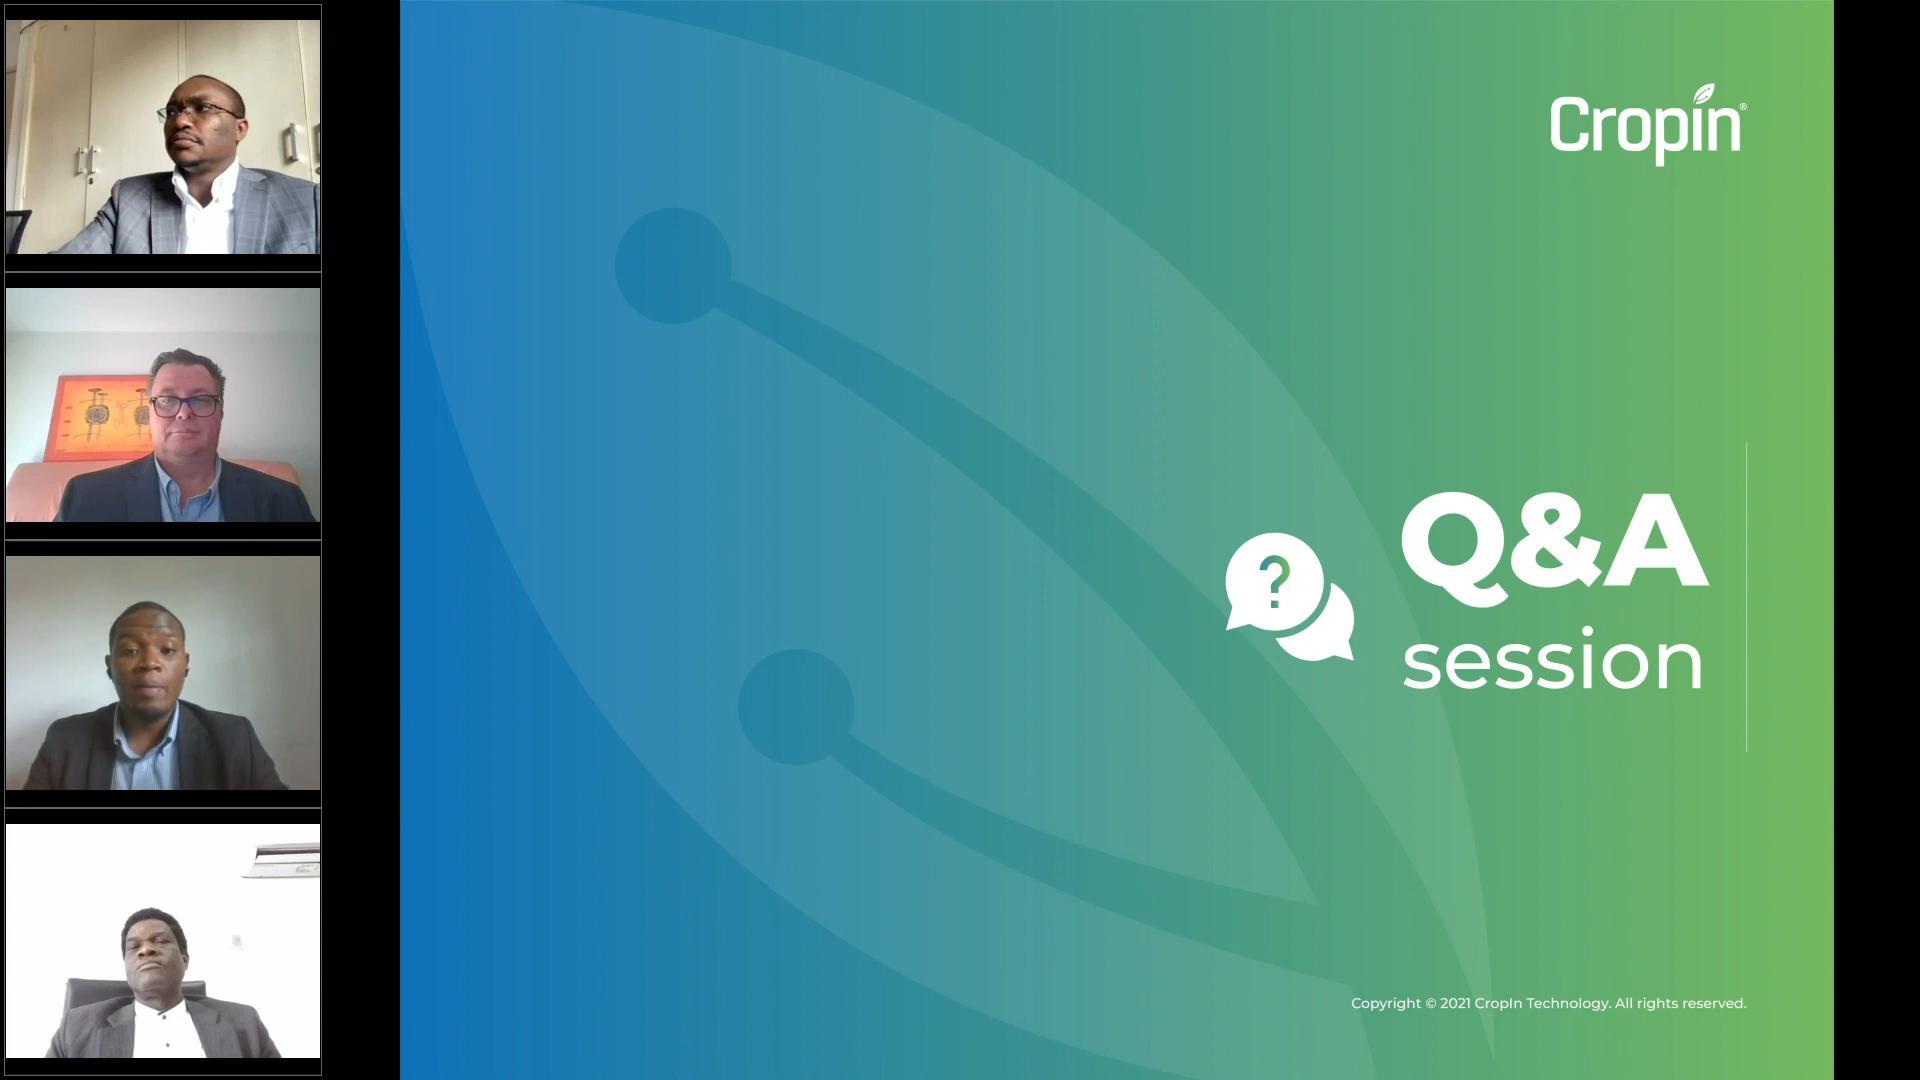 Cropin®
?
Q&A
session
Copyright © 2021 CropIn Technology. All rights reserved.